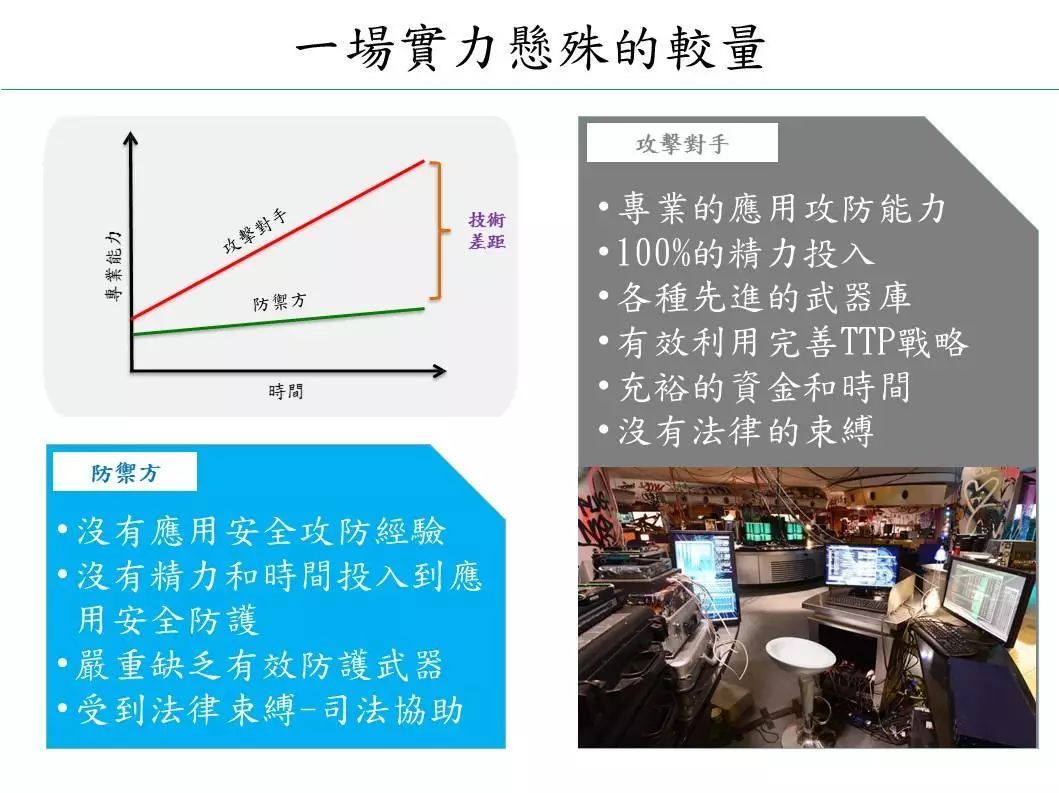 一場實力懸殊的較量
專業能力
攻擊對手
防禦方
技術
差距
時間
防禦方
•沒有應用安全攻防經驗
•沒有精力和時間投入到應
用安全防護
•嚴重缺乏有效防護武器
•受到法律束縛-司法協助
攻擊對手
•專業的應用攻防能力
•100%的精力投入
•各種先進的武器庫
•有效利用完善TTP戰略
•充裕的資金和時間
•沒有法律的束縛